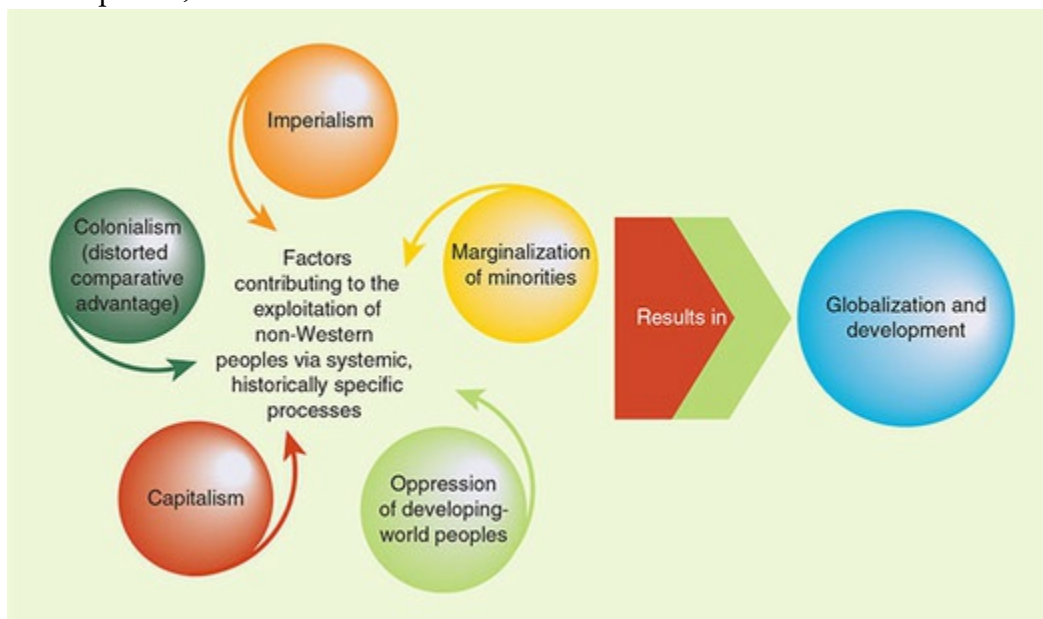 Imperialism
Colonialism
(distorted
comparative
advantage)
Factors
contributing to the
exploitation of
non-Western
peoples via systemic,
historically specific
processes
Marginalization
of minorities
Capitalism
Oppression
of developing-
world peoples
Results in
Globalization and
development